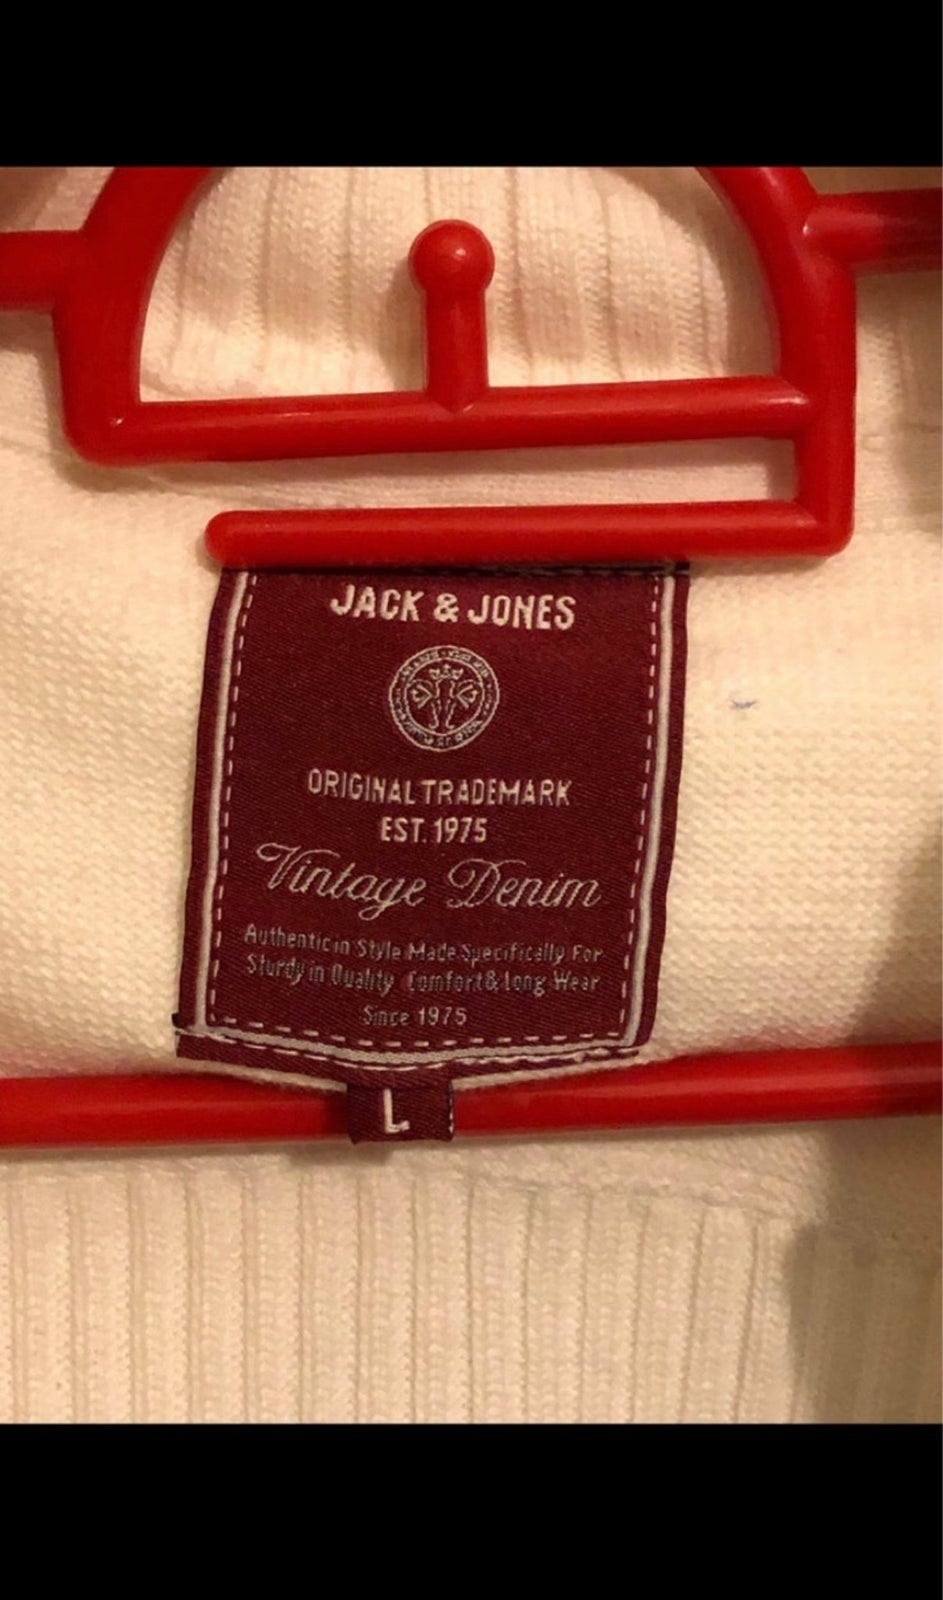 JACK & JONES
ORIGINAL TRADEMARK
EST. 1975
Vintage Denim
Authentic in Style Made Specifically For
Sturdy in Quality Comfort & Long Wear
Since 1975
L